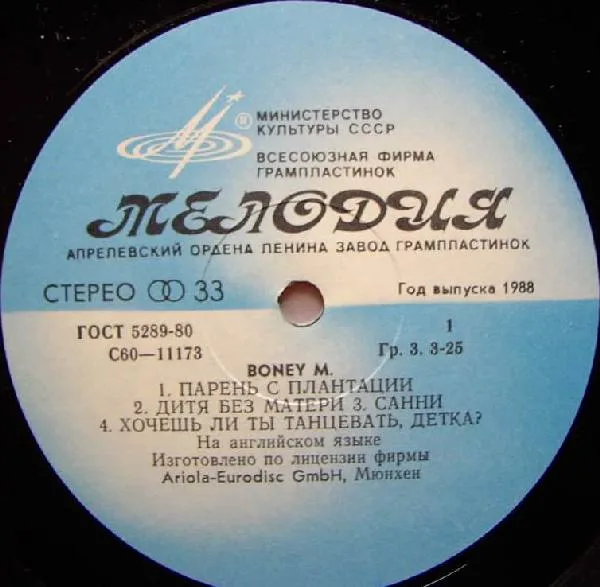 ®
МИНИСТЕРСТВО
КУЛЬТУРЫ СССР
ВСЕСОЮЗНАЯ ФИРМА
ГРАМПЛАСТИНОК
МЕЛОДИЯ
АПРЕЛЕВСКИЙ ОРДЕНА ЛЕНИНА ЗАВОД ГРАМПЛАСТИНОК
СТЕРЕО 33 Год выпуска 1988
ГОСТ 5289-80 1
С60—11173 Гр. 3. 3-25
BONEY M.
1. ПАРЕНЬ С ПЛАНТАЦИИ
2. ДИТЯ БЕЗ МАТЕРИ 3. САННИ
4. ХОЧЕШЬ ЛИ ТЫ ТАНЦЕВАТЬ, ДЕТКА?
На английском языке
Изготовлено по лицензии фирмы
Ariola-Eurodisc GmbH, Мюнхен